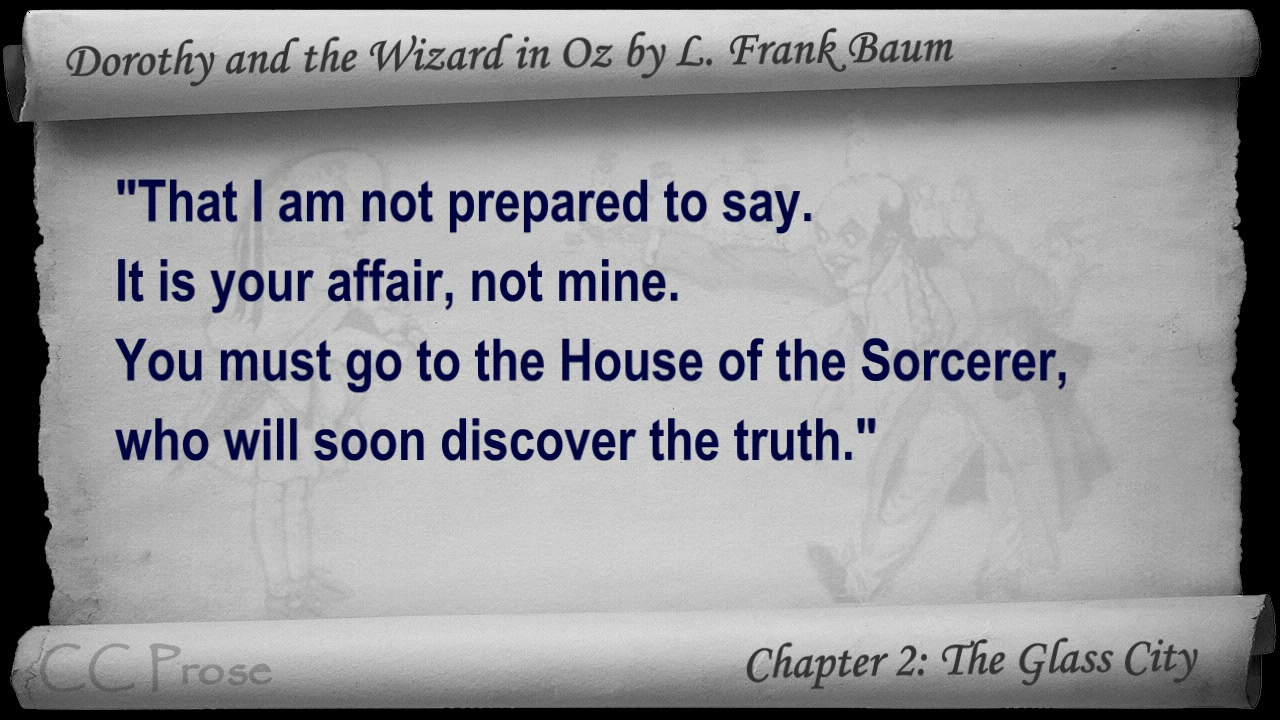 Dorothy and the Wizard in Oz by L. Frank Baum
"That I am not prepared to say.
It is your affair, not mine.
You must go to the House of the Sorcerer,
who will soon discover the truth."
CC Prose
Chapter 2: The Glass City